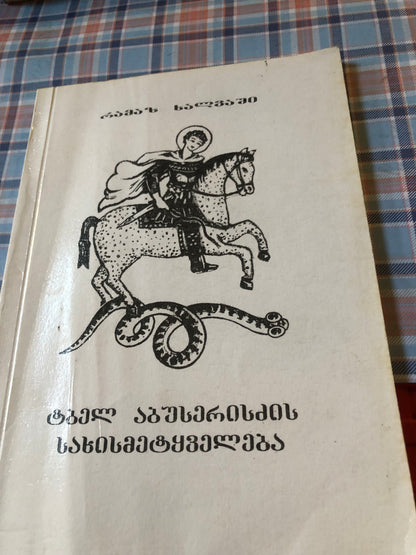 რამაზ ხალვაში
ტბელ აბუსერისძის
სახისმეტყველება